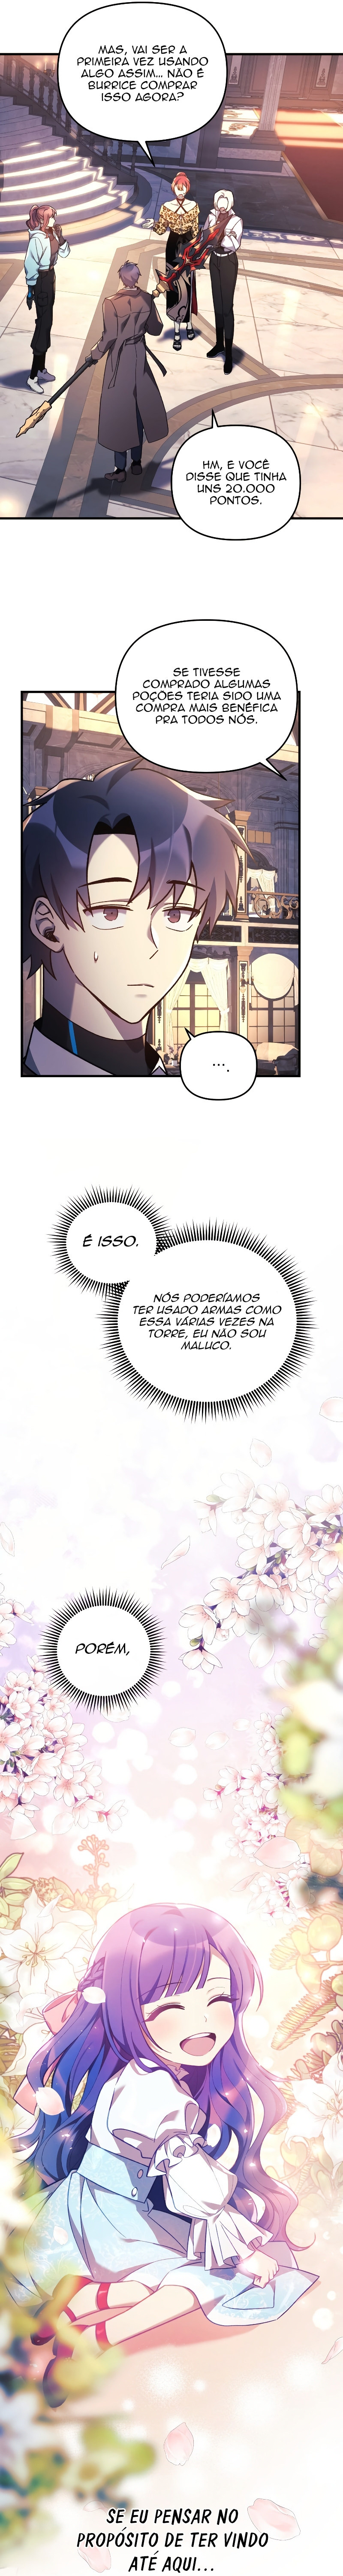 MAS, VAI SER A
PRIMEIRA VEZ USANDO
ALGO ASSIM... NÃO É
BURRICE COMPRAR
ISSO AGORA?
HM, E VOCÊ
DISSE QUE TINHA
UNS 20.000
PONTOS.
SE TIVESSE
COMPRADO ALGUMAS
POÇÕES TERIA SIDO UMA
COMPRA MAIS BENÉFICA
PRA TODOS NÓS.
....
É ISSO.
NÓS PODERÍAMOS
TER USADO ARMAS COMO
ESSA VÁRIAS VEZES NA
TORRE, EU NÃO SOU
MALUCO.
PORÉM,
SE EU PENSAR NO
PROPÓSITO DE TER VINDO
ATÉ AQUI...